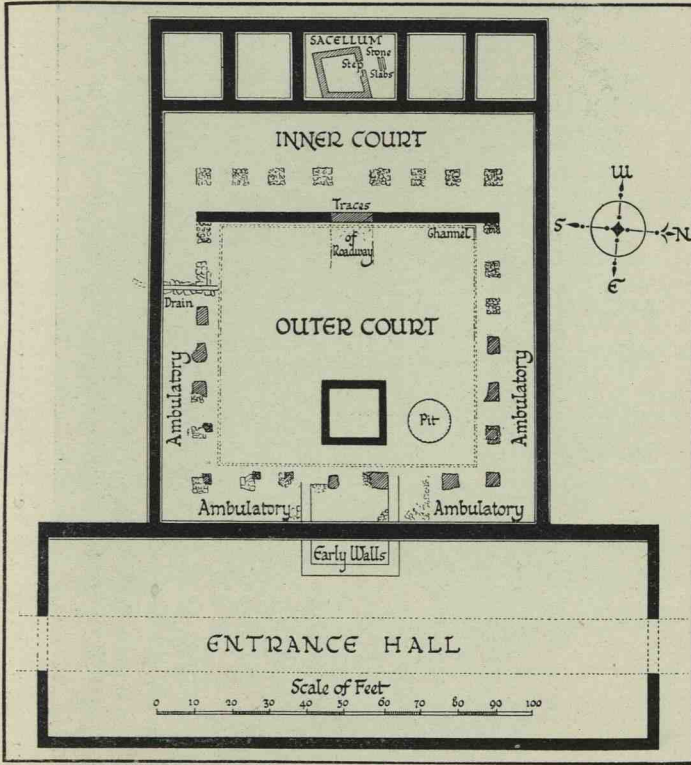 SACELLUM
Stone
Step
Slabs
INNER COURT
Traces
of
Roadway
Channel
W
S
N
E
Drain
OUTER COURT
Ambulatory
Ambulatory
Pit
Ambulatory
Ambulatory
Early Walls
ENTRANCE HALL
Scale of Feet
0 10 20 30 40 50 60 70 80 90 100